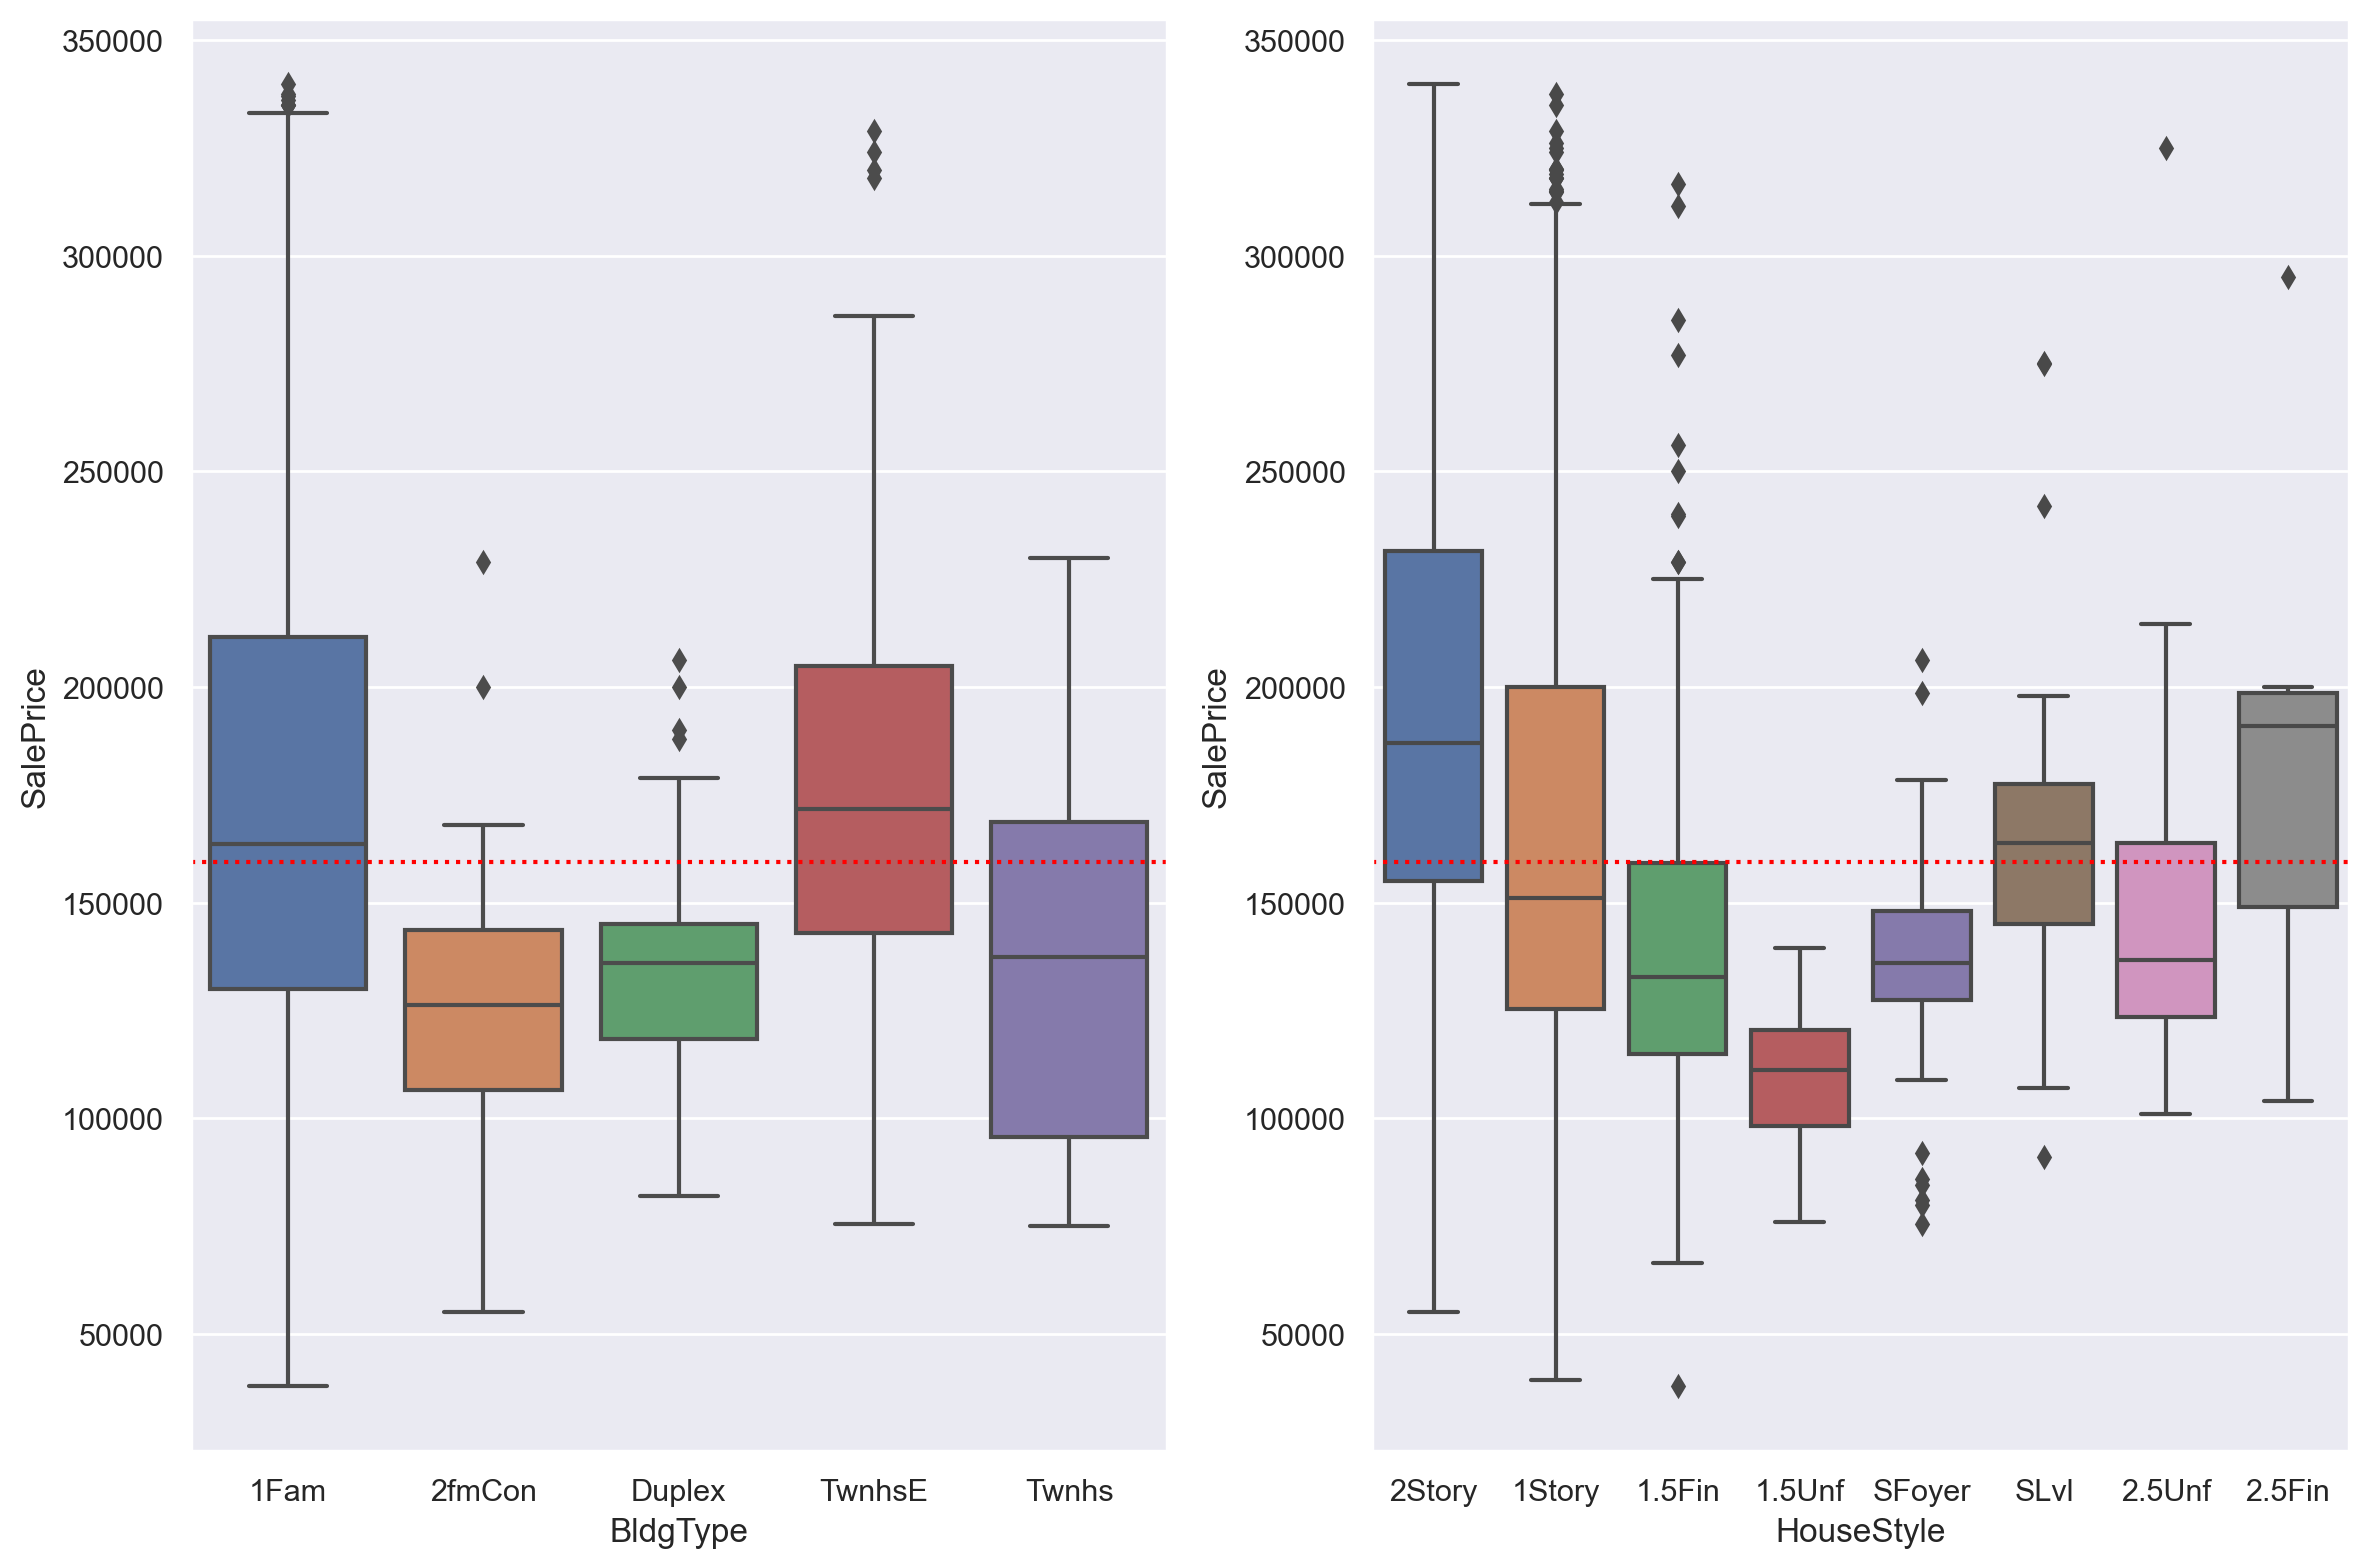 350000
300000
250000
200000
150000
100000
50000
SalePrice
1Fam 2fmCon Duplex TwnhsE Twnhs
BldgType
350000
300000
250000
200000
150000
100000
50000
SalePrice
2Story 1Story 1.5Fin 1.5Unf SFoyer SLvl 2.5Unf 2.5Fin
HouseStyle